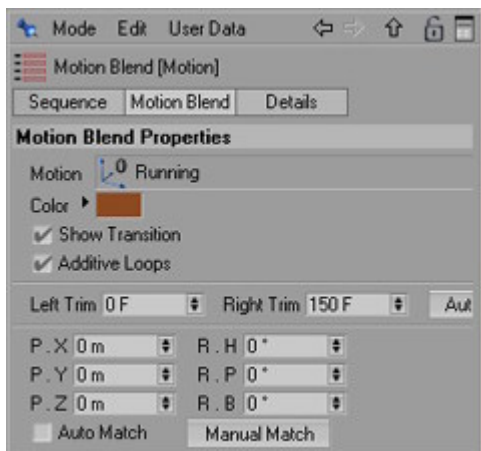 Mode Edit User Data
Motion Blend [Motion]
Sequence Motion Blend Details
Motion Blend Properties
Motion 0 Running
Color
Show Transition
Additive Loops
Left Trim 0 F Right Trim 150 F Aut
P . X 0 m R . H 0 °
P . Y 0 m R . P 0 °
P . Z 0 m R . B 0 °
Auto Match Manual Match